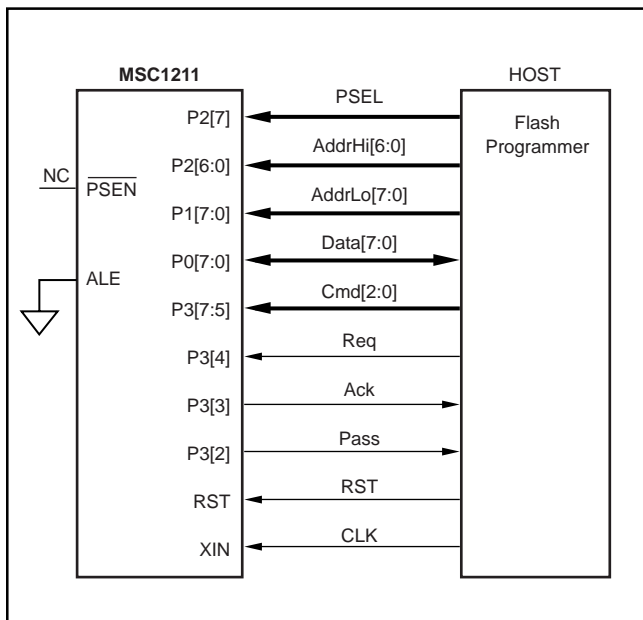 MSC1211
HOST
PSEL
P2[7]
Flash
Programmer
AddrHi[6:0]
P2[6:0]
NC
PSEN
AddrLo[7:0]
P1[7:0]
Data[7:0]
P0[7:0]
ALE
Cmd[2:0]
P3[7:5]
Req
P3[4]
Ack
P3[3]
Pass
P3[2]
RST
RST
CLK
XIN